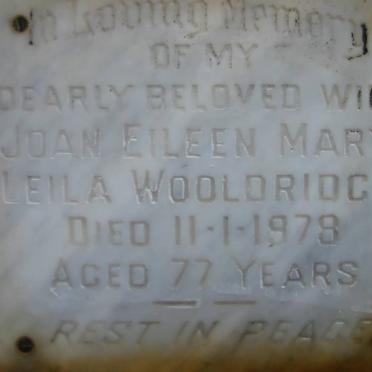 In Loving Memory
OF MY
DEARLY BELOVED WI
JOAN EILEEN MAR
LEILA WOOLDRIDG
DIED 11-1-1979
AGED 77 YEARS
REST IN PEACE